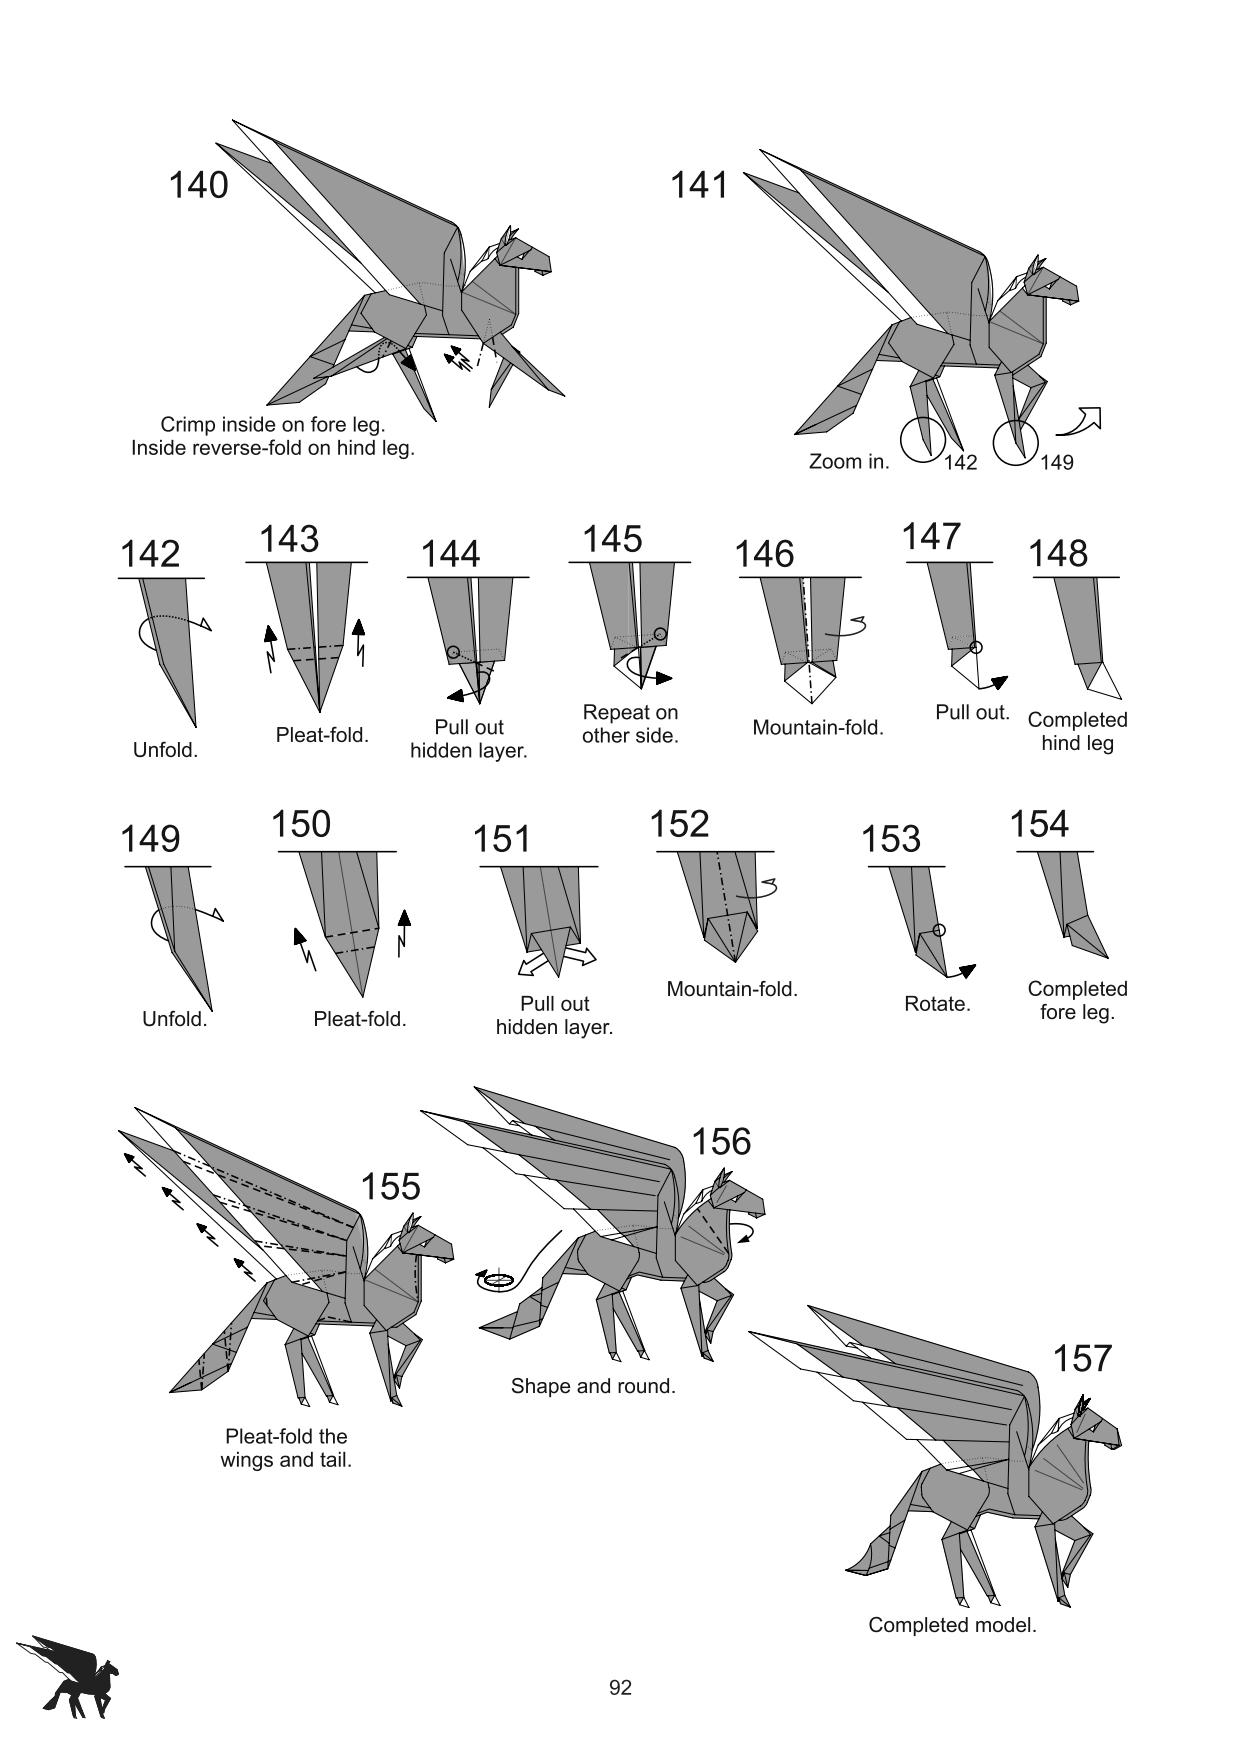 140
141
Crimp inside on fore leg.
Inside reverse-fold on hind leg.
Zoom in.
142
149
142
143
144
145
146
147
148
Unfold.
Pleat-fold.
Pull out
hidden layer.
Repeat on
other side.
Mountain-fold.
Pull out.
Completed
hind leg
149
150
151
152
153
154
Unfold.
Pleat-fold.
Pull out
hidden layer.
Mountain-fold.
Rotate.
Completed
fore leg.
155
156
157
Pleat-fold the
wings and tail.
Shape and round.
Completed model.
92